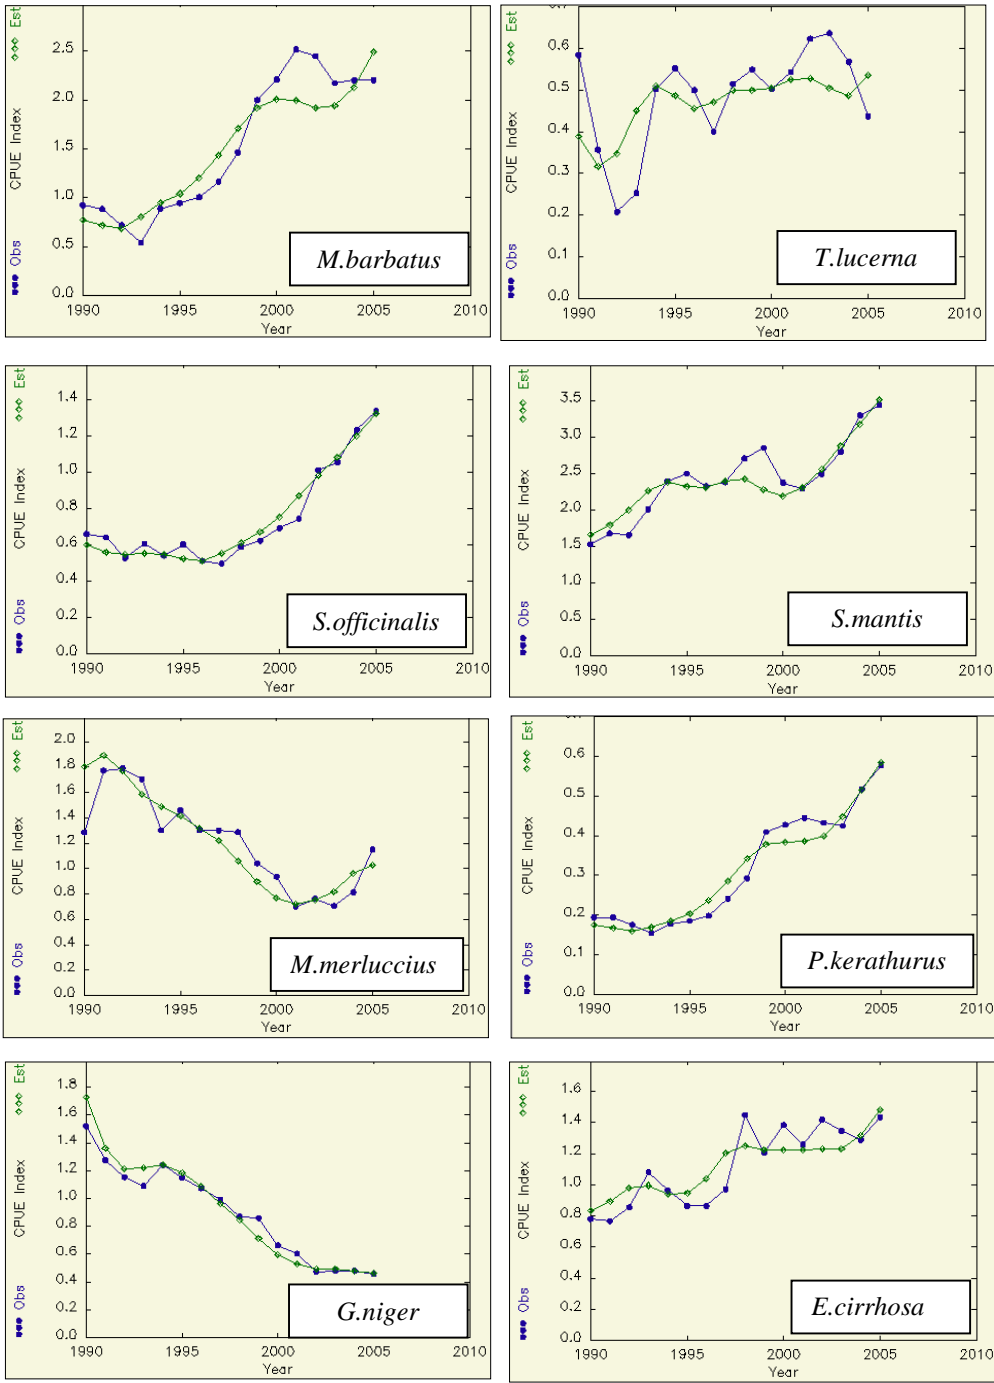 Est
CPUE Index
Obs
2.5
2.0
1.5
1.0
0.5
0.0
M.barbatus
1990 1995 2000 2005 2010
Year
Est
CPUE Index
Obs
0.7
0.6
0.5
0.4
0.3
0.2
0.1
0.0
T.lucerna
1990 1995 2000 2005 2010
Year
Est
CPUE Index
Obs
1.4
1.2
1.0
0.8
0.6
0.4
0.2
0.0
S.officinalis
1990 1995 2000 2005 2010
Year
Est
CPUE Index
Obs
3.5
3.0
2.5
2.0
1.5
1.0
0.5
0.0
S.mantis
1990 1995 2000 2005 2010
Year
Est
CPUE Index
Obs
2.0
1.8
1.6
1.4
1.2
1.0
0.8
0.6
0.4
0.2
0.0
M.merluccius
1990 1995 2000 2005 2010
Year
Est
CPUE Index
Obs
0.6
0.5
0.4
0.3
0.2
0.1
0.0
P.kerathurus
1990 1995 2000 2005 2010
Year
Est
CPUE Index
Obs
1.8
1.6
1.4
1.2
1.0
0.8
0.6
0.4
0.2
0.0
G.niger
1990 1995 2000 2005 2010
Year
Est
CPUE Index
Obs
1.6
1.4
1.2
1.0
0.8
0.6
0.4
0.2
0.0
E.cirrhosa
1990 1995 2000 2005 2010
Year